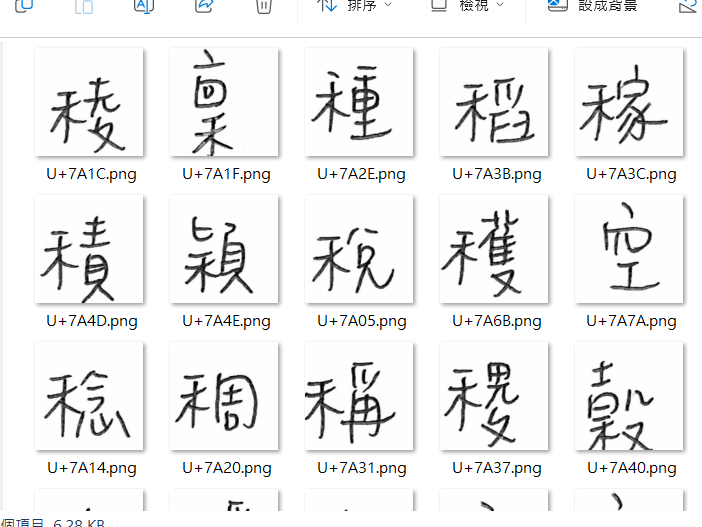 排序 檢視 設成背景
稜 稟 種 稻 稼
U+7A1C.png U+7A1F.png U+7A2E.png U+7A3B.png U+7A3C.png
積 穎 稅 穫 空
U+7A4D.png U+7A4E.png U+7A05.png U+7A6B.png U+7A7A.png
稔 稠 稱 稷 穀
U+7A14.png U+7A20.png U+7A31.png U+7A37.png U+7A40.png
個項目 6.28 KB